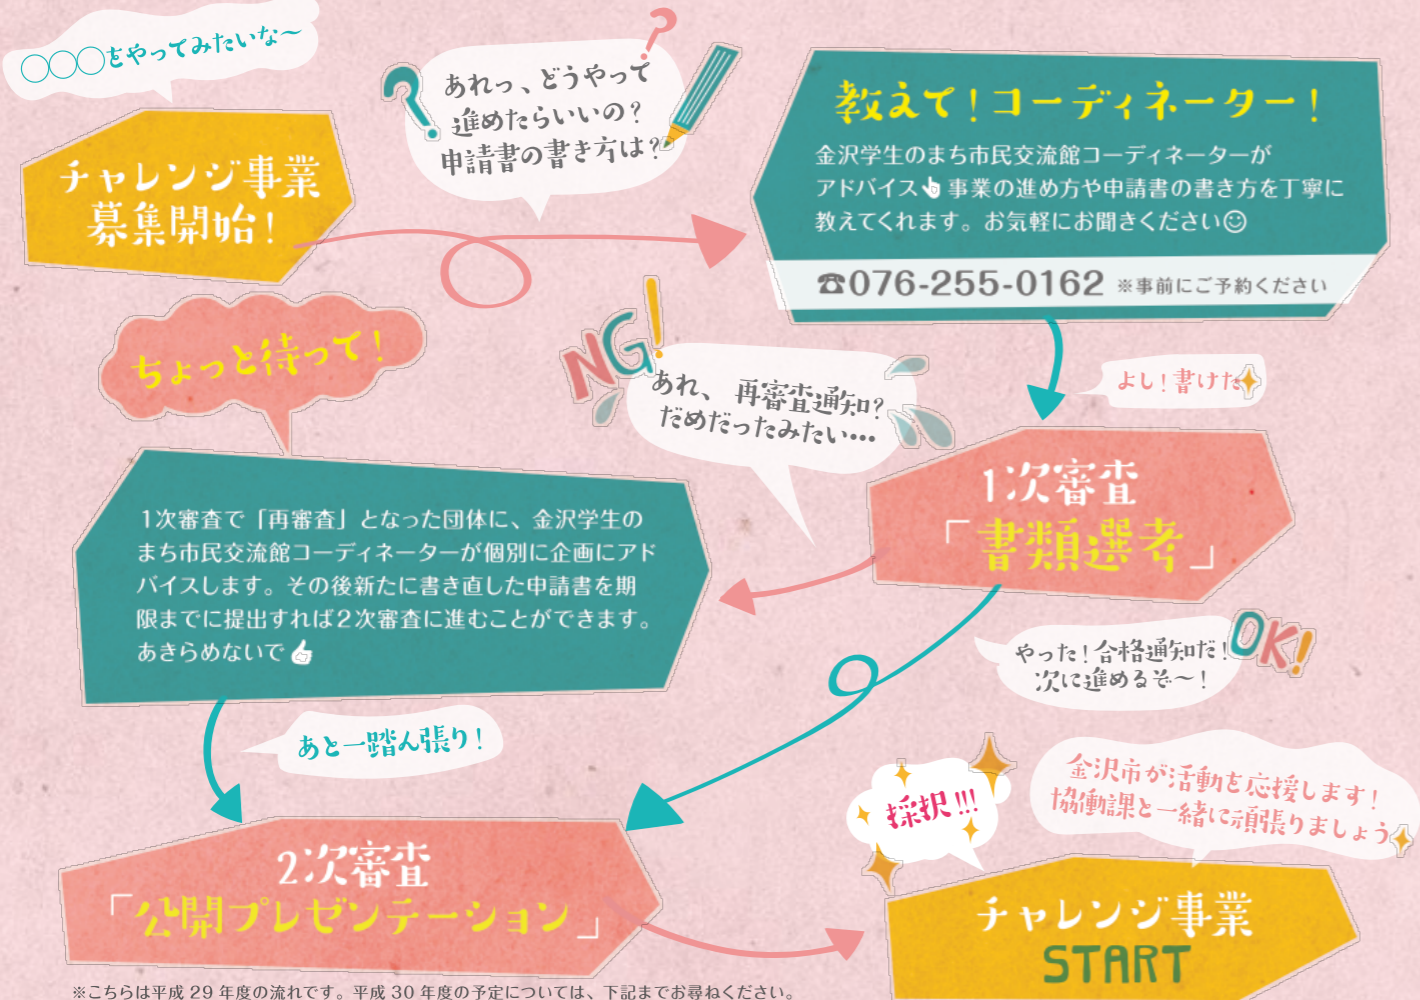 ○○○をやってみたいな〜
チャレンジ事業
募集開始！
あれっ、どうやって
進めたらいいの？
申請書の書き方は？
教えて！コーディネーター！
金沢学生のまち市民交流館コーディネーターが
アドバイス 事業の進め方や申請書の書き方を丁寧に
教えてくれます。お気軽にお聞きください☺
☎076-255-0162 ※事前にご予約ください
よし！書けた
1次審査
「書類選考」
NG!
あれ、再審査通知？
だめだったみたい…
ちょっと待って！
1次審査で「再審査」となった団体に、金沢学生の
まち市民交流館コーディネーターが個別に企画にアド
バイスします。その後新たに書き直した申請書を期
限までに提出すれば2次審査に進むことができます。
あきらめないで
あと一踏ん張り！
やった！合格通知だ！
次に進めるぞ〜！
OK!
2次審査
「公開プレゼンテーション」
採択!!!
金沢市が活動を応援します！
協働課と一緒に頑張りましょう
チャレンジ事業
START
※こちらは平成 29 年度の流れです。平成 30 年度の予定については、下記までお尋ねください。